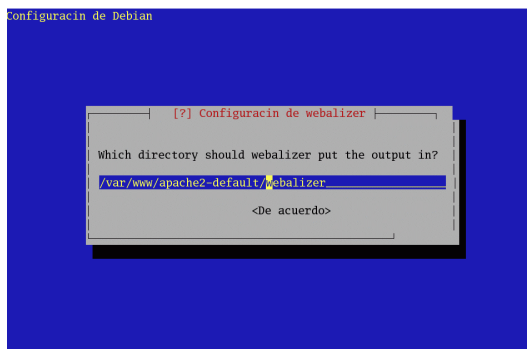 Configuracin de Debian
[?] Configuracin de webalizer
Which directory should webalizer put the output in?
/var/www/apache2-default/webalizer
<De acuerdo>